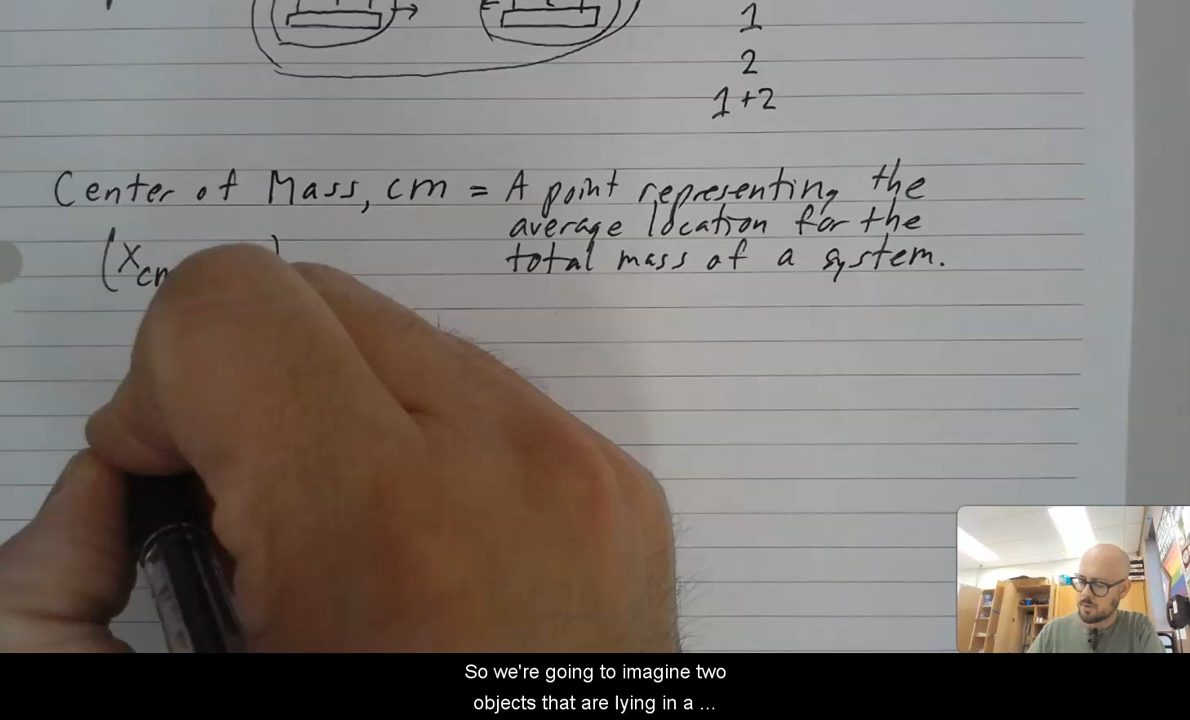 1
2
1+2
Center of Mass, cm = A point representing the
average location for the
total mass of a system.
(x
So we're going to imagine two
objects that are lying in a ...